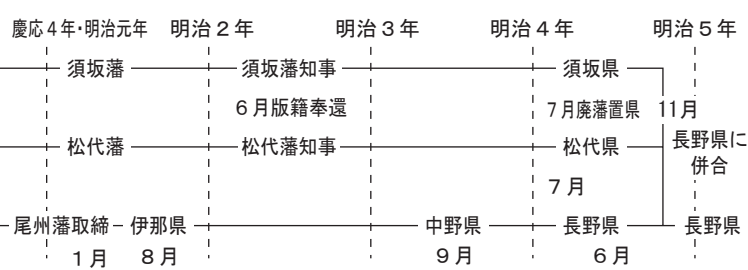 慶応４年・明治元年 明治２年 明治３年 明治４年 明治５年
須坂藩 須坂藩知事 須坂県
６月版籍奉還 ７月廃藩置県 11月
松代藩 松代藩知事 松代県 長野県に
併合
７月
尾州藩取締 伊那県 中野県 長野県 長野県
１月 ８月 ９月 ６月